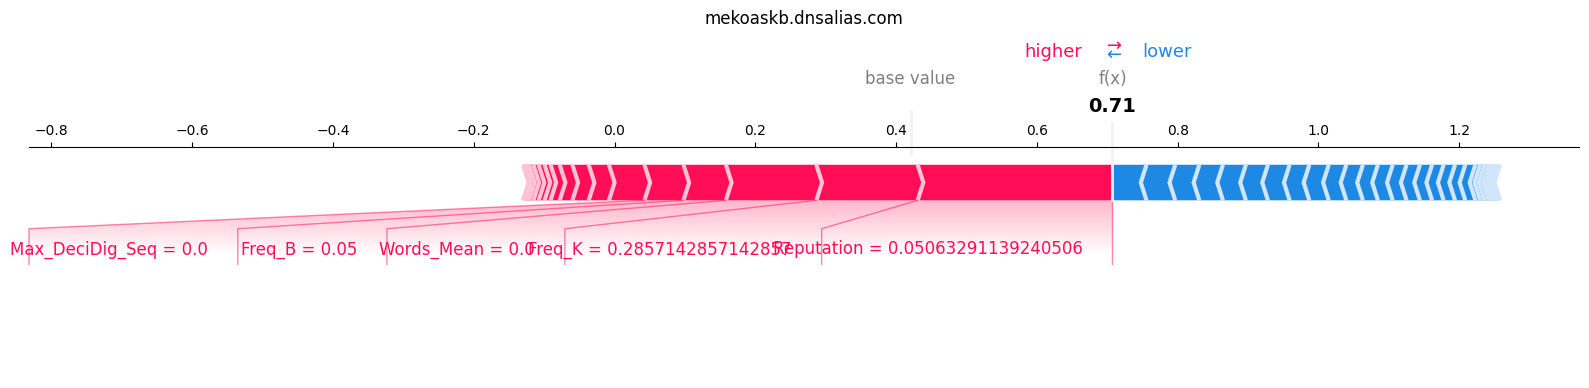 mekoaskb.dnsalias.com
higher ⇄ lower
base value f(x)
0.71
−0.8 −0.6 −0.4 −0.2 0.0 0.2 0.4 0.6 0.8 1.0 1.2
Max_DeciDig_Seq = 0.0 Freq_B = 0.05 Words_Mean = 0.0 Freq_K = 0.2857142857142857 Reputation = 0.05063291139240506